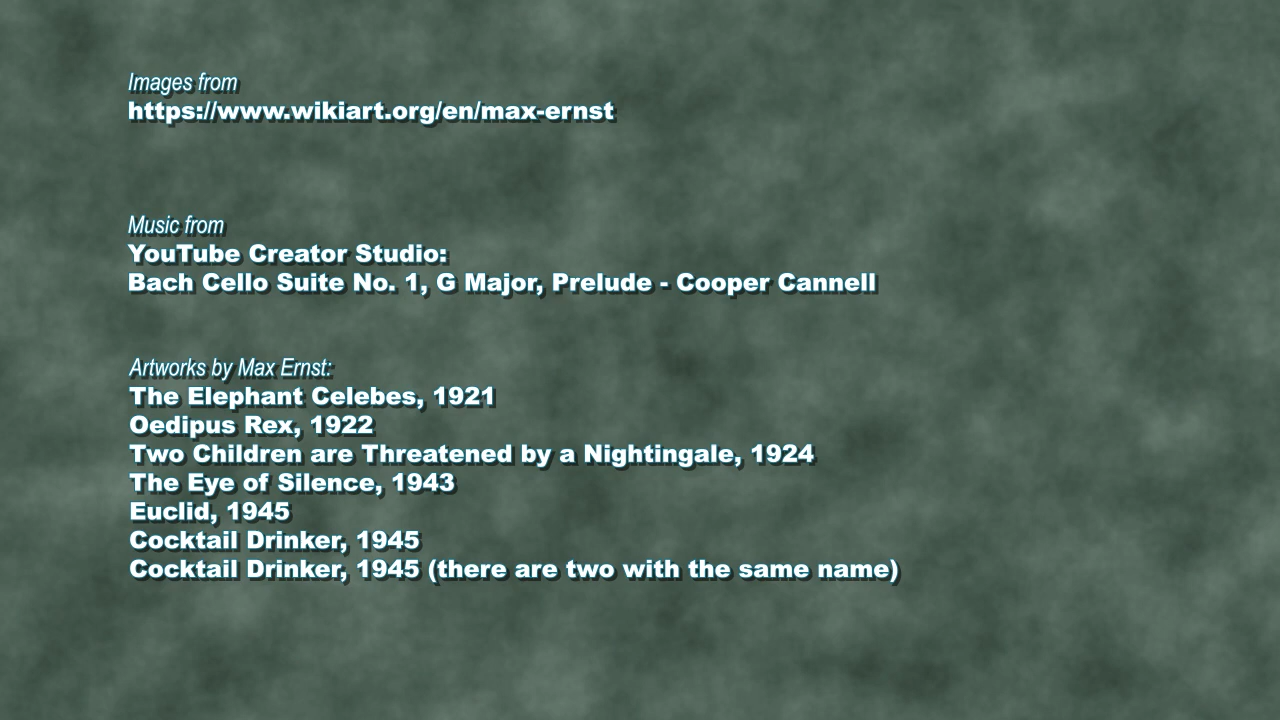 Images from
https://www.wikiart.org/en/max-ernst
Music from
YouTube Creator Studio:
Bach Cello Suite No. 1, G Major, Prelude - Cooper Cannell
Artworks by Max Ernst:
The Elephant Celebes, 1921
Oedipus Rex, 1922
Two Children are Threatened by a Nightingale, 1924
The Eye of Silence, 1943
Euclid, 1945
Cocktail Drinker, 1945
Cocktail Drinker, 1945 (there are two with the same name)